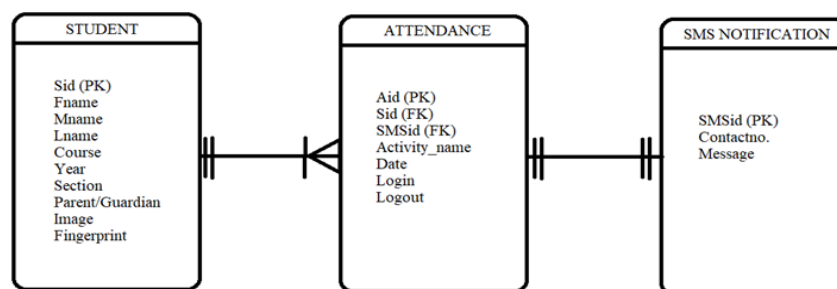 STUDENT
Sid (PK)
Fname
Mname
Lname
Course
Year
Section
Parent/Guardian
Image
Fingerprint
ATTENDANCE
Aid (PK)
Sid (FK)
SMSid (FK)
Activity_name
Date
Login
Logout
SMS NOTIFICATION
SMSid (PK)
Contactno.
Message